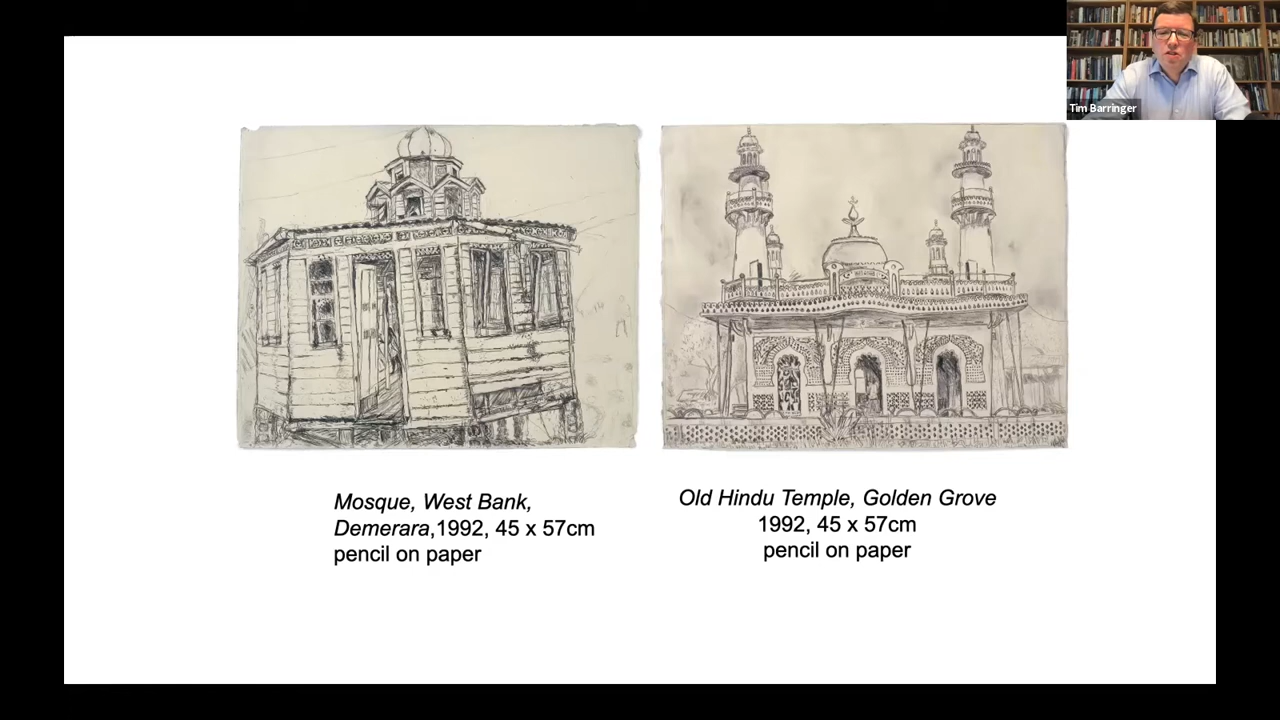 Tim Barringer
Mosque, West Bank,
Demerara,1992, 45 x 57cm
pencil on paper
Old Hindu Temple, Golden Grove
1992, 45 x 57cm
pencil on paper